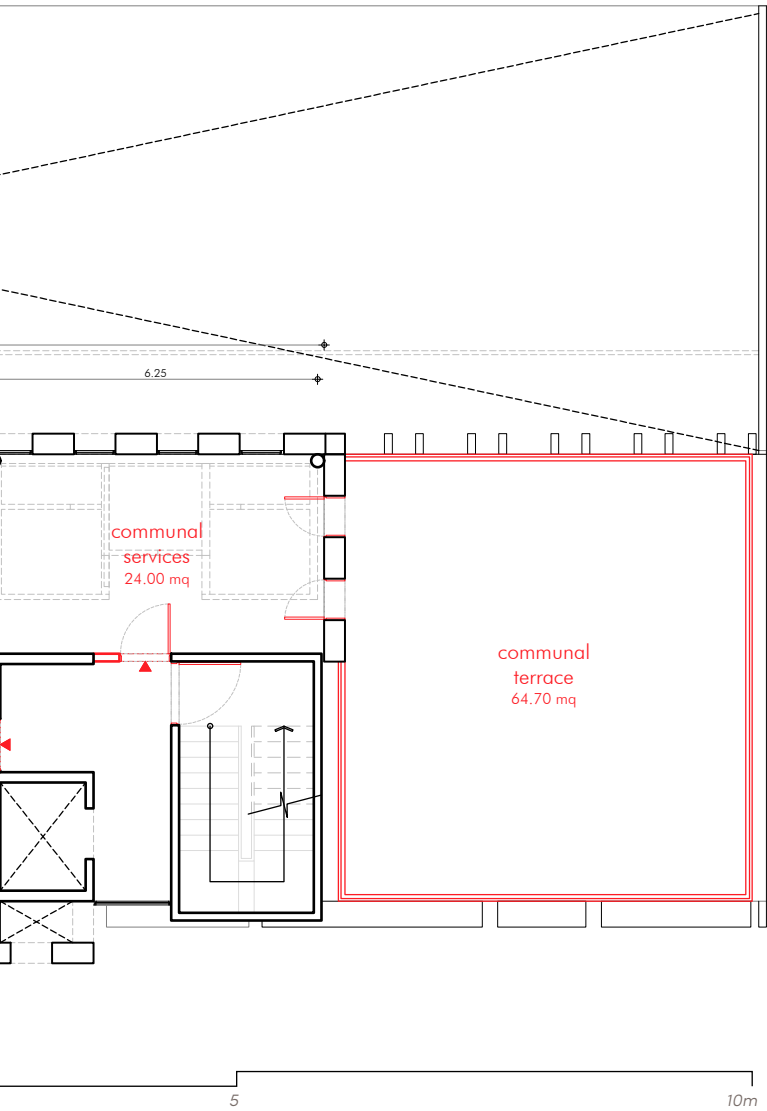 6.25
communal
services
24.00 mq
communal
terrace
64.70 mq
5
10m